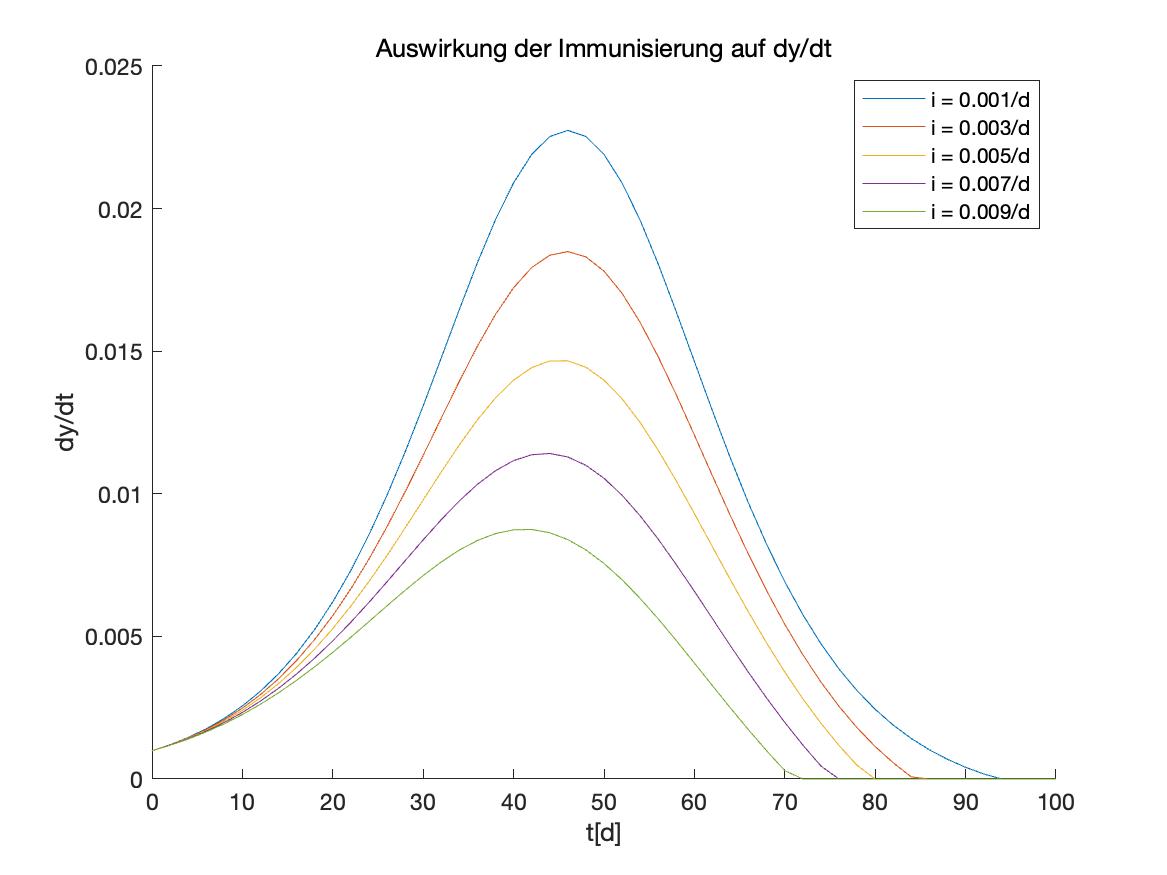 Auswirkung der Immunisierung auf dy/dt
0.025
0.02
0.015
0.01
0.005
0
dy/dt
i = 0.001/d
i = 0.003/d
i = 0.005/d
i = 0.007/d
i = 0.009/d
0 10 20 30 40 50 60 70 80 90 100
t[d]